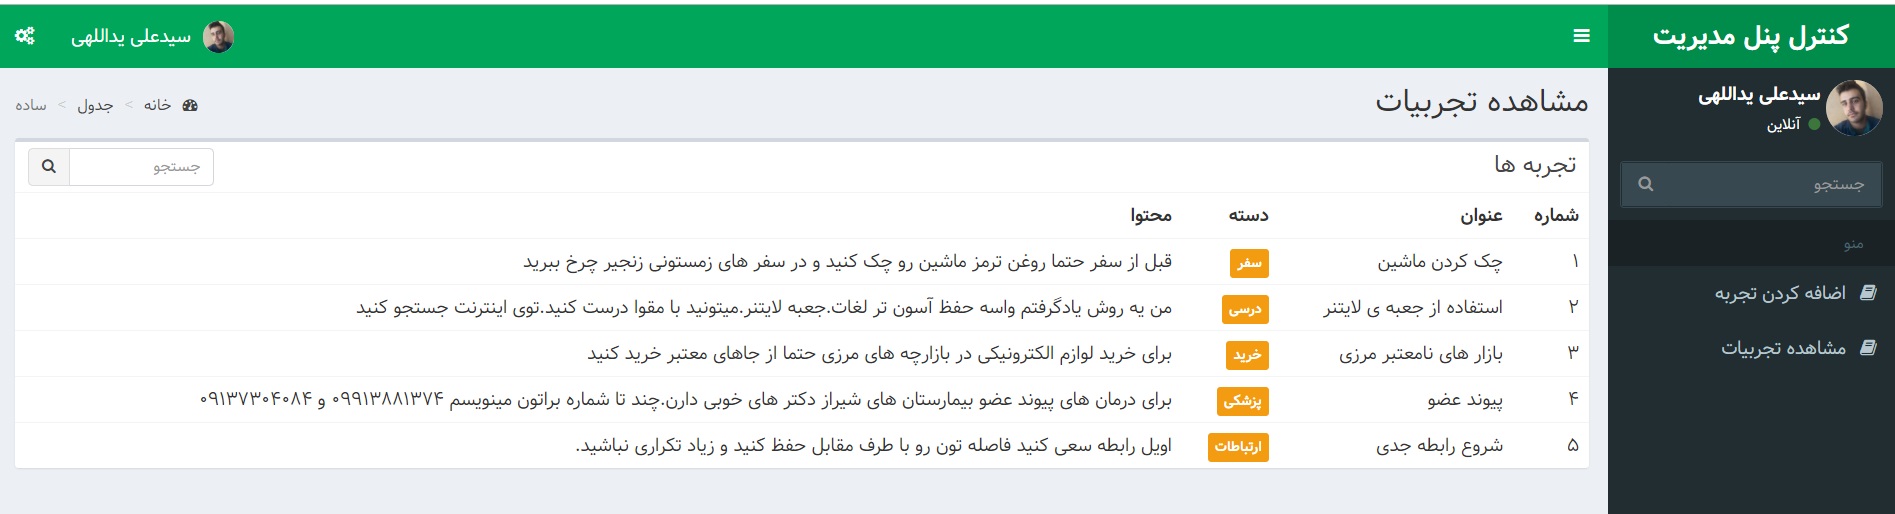 کنترل پنل مدیریت
سیدعلی یداللهی
سیدعلی یداللهی
آنلاین
جستجو
منو
اضافه کردن تجربه
مشاهده تجربیات
مشاهده تجربیات
خانه > جدول > ساده
تجربه ها
جستجو
شماره عنوان دسته محتوا
۱ چک کردن ماشین سفر قبل از سفر حتما روغن ترمز ماشین رو چک کنید و در سفر های زمستونی زنجیر چرخ ببرید
۲ استفاده از جعبه ی لایتنر درسی من یه روش یادگرفتم واسه حفظ آسون تر لغات.جعبه لایتنر.میتونید با مقوا درست کنید.توی اینترنت جستجو کنید
۳ بازار های نامعتبر مرزی خرید برای خرید لوازم الکترونیکی در بازارچه های مرزی حتما از جاهای معتبر خرید کنید
۴ پیوند عضو پزشکی برای درمان های پیوند عضو بیمارستان های شیراز دکتر های خوبی دارن.چند تا شماره براتون مینویسم ۰۹۹۱۳۸۸۱۳۷۴ و ۰۹۱۳۷۳۰۴۰۸۴
۵ شروع رابطه جدی ارتباطات اویل رابطه سعی کنید فاصله تون رو با طرف مقابل حفظ کنید و زیاد تکراری نباشید.